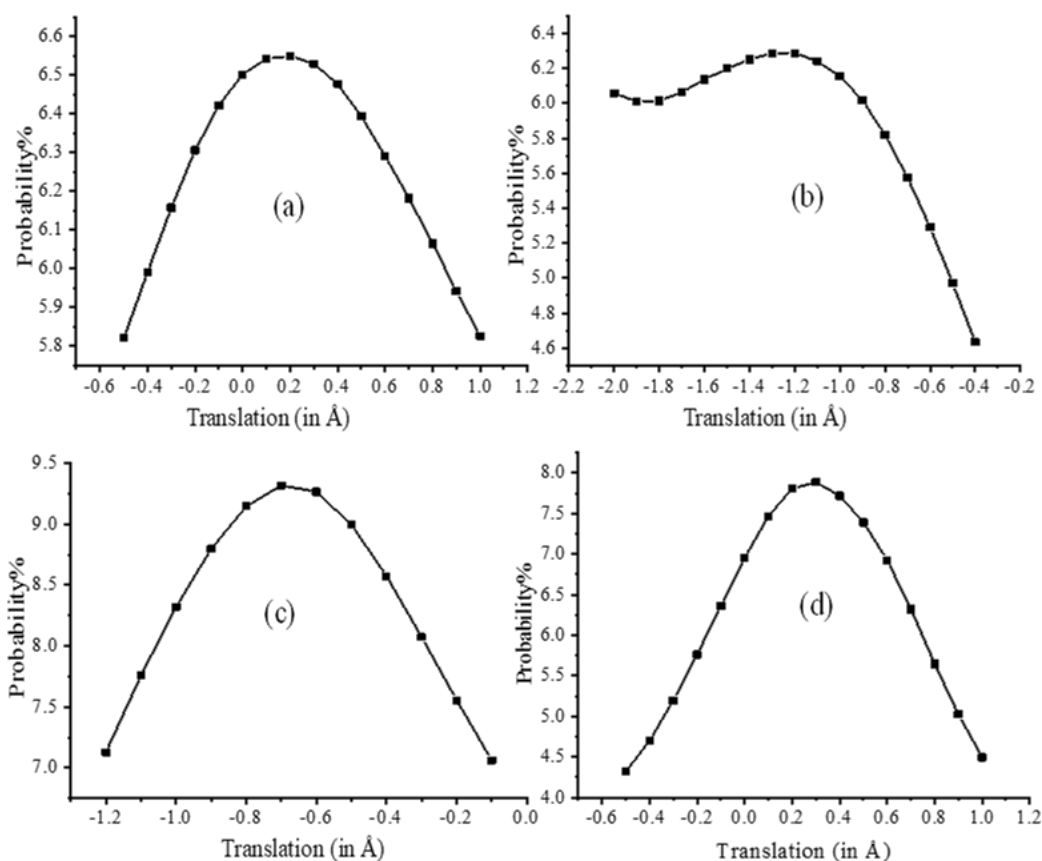 6.6
6.5
6.4
6.3
6.2
6.1
6.0
5.9
5.8
Probability%
(a)
-0.6 -0.4 -0.2 0.0 0.2 0.4 0.6 0.8 1.0 1.2
Translation (in Å)
6.4
6.2
6.0
5.8
5.6
5.4
5.2
5.0
4.8
4.6
Probability%
(b)
-2.2 -2.0 -1.8 -1.6 -1.4 -1.2 -1.0 -0.8 -0.6 -0.4 -0.2
Translation (in Å)
9.5
9.0
8.5
8.0
7.5
7.0
Probability%
(c)
-1.2 -1.0 -0.8 -0.6 -0.4 -0.2 0.0
Translation (in Å)
8.0
7.5
7.0
6.5
6.0
5.5
5.0
4.5
4.0
Probability%
(d)
-0.6 -0.4 -0.2 0.0 0.2 0.4 0.6 0.8 1.0 1.2
Translation (in Å)